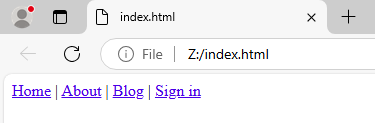 index.html
File | Z:/index.html
Home | About | Blog | Sign in